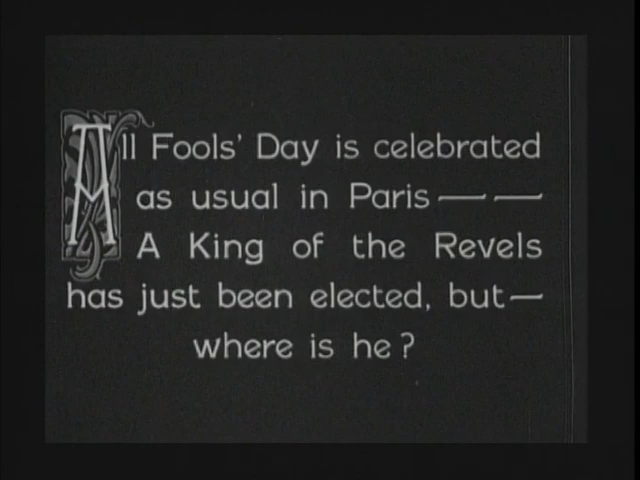 All Fools' Day is celebrated
as usual in Paris — —
A King of the Revels
has just been elected, but—
where is he?